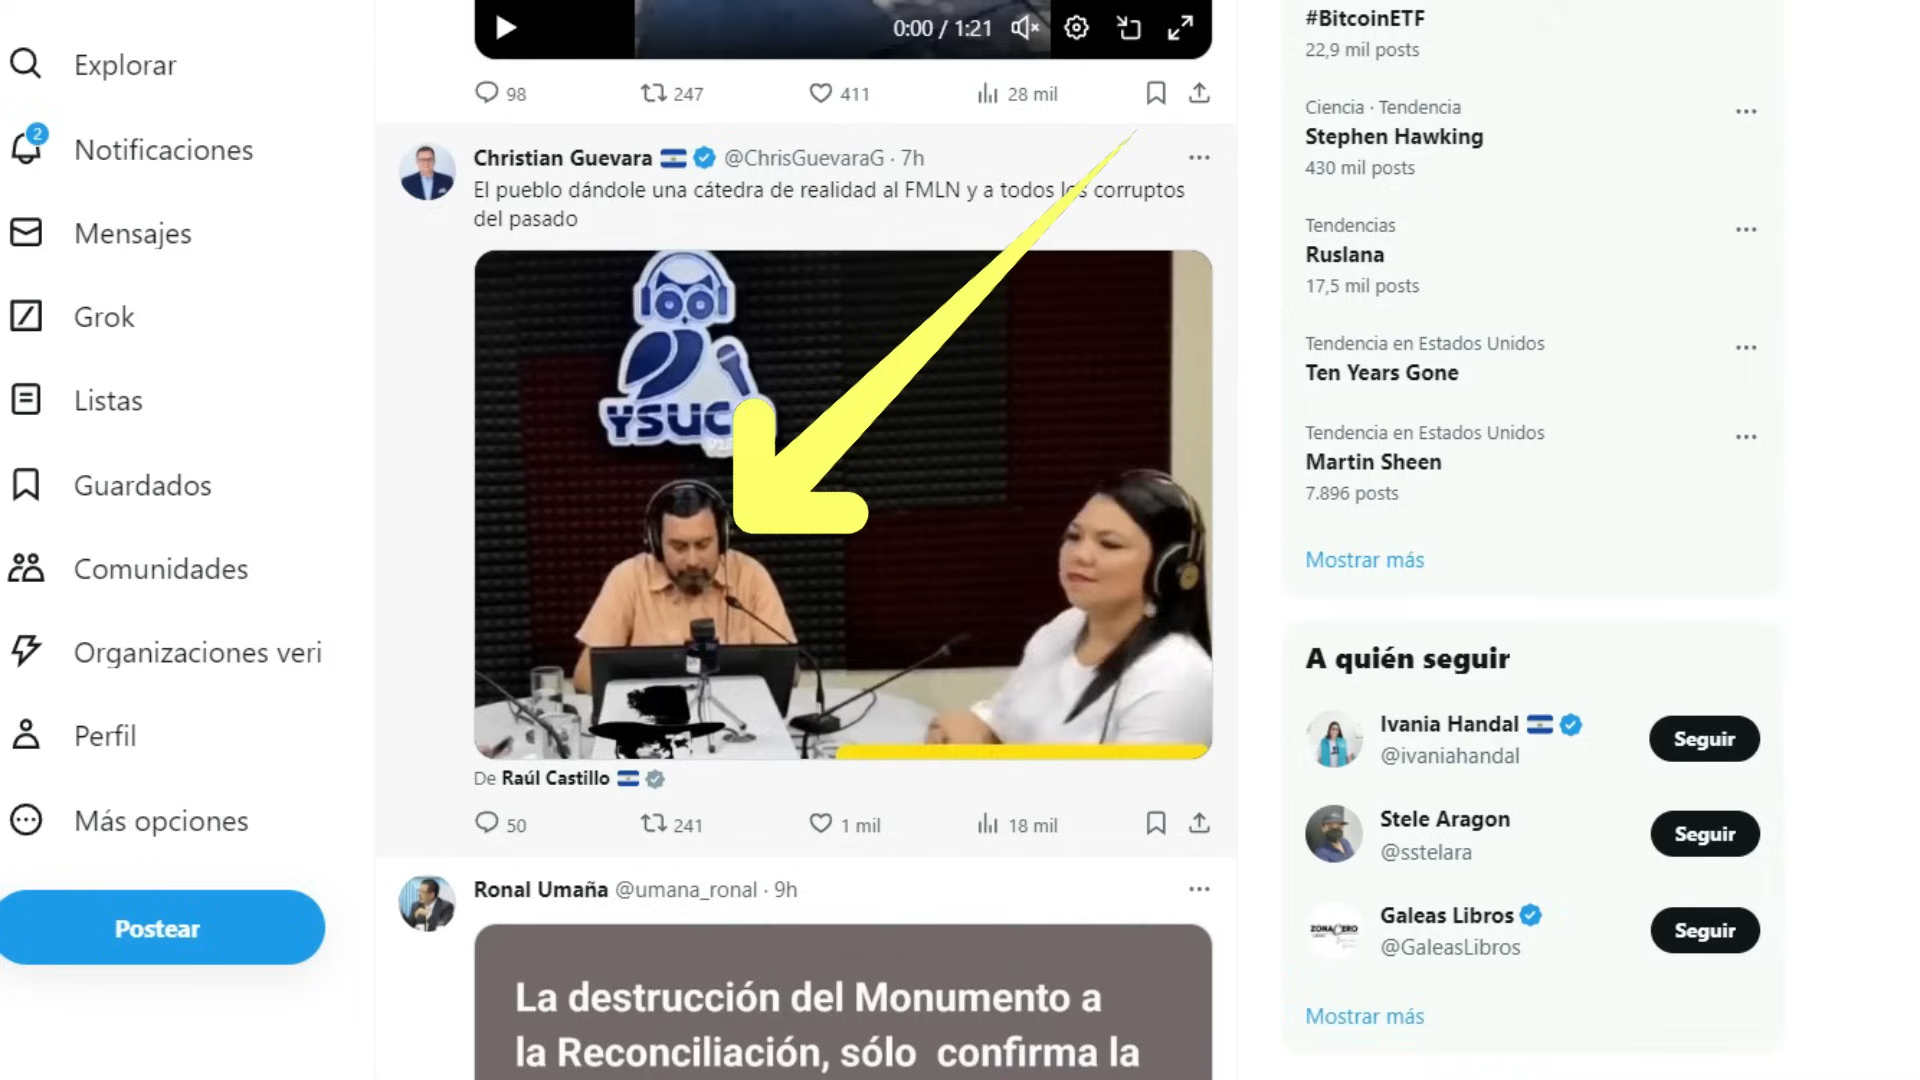 Explorar
2
Notificaciones
Mensajes
Grok
Listas
Guardados
Comunidades
Organizaciones veri
Perfil
Más opciones
Postear
0:00 / 1:21
98
247
411
28 mil
Christian Guevara @ChrisGuevaraG · 7h
El pueblo dándole una cátedra de realidad al FMLN y a todos los corruptos
del pasado
YSUC
De Raúl Castillo
50
241
1 mil
18 mil
Ronal Umaña @umana_ronal · 9h
La destrucción del Monumento a
la Reconciliación, sólo confirma la
#BitcoinETF
22,9 mil posts
Ciencia · Tendencia
Stephen Hawking
430 mil posts
Tendencias
Ruslana
17,5 mil posts
Tendencia en Estados Unidos
Ten Years Gone
Tendencia en Estados Unidos
Martin Sheen
7.896 posts
Mostrar más
A quién seguir
Ivania Handal
@ivaniahandal
Seguir
Stele Aragon
@sstelara
Seguir
ZONA CERO
Galeas Libros
@GaleasLibros
Seguir
Mostrar más